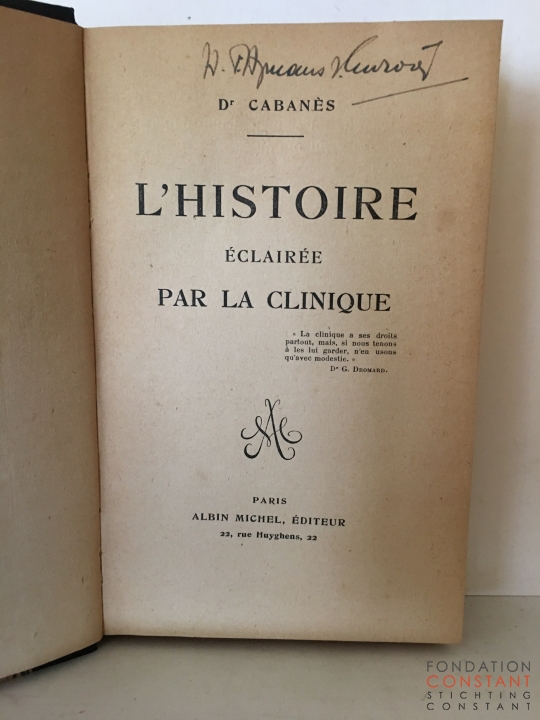 Dr CABANÈS
L'HISTOIRE
ÉCLAIRÉE
PAR LA CLINIQUE
« La clinique a ses droits
partout, mais, si nous tenons
à les lui garder, n'en usons
qu'avec modestie. »
Dr G. DROMARD.
PARIS
ALBIN MICHEL, ÉDITEUR
22, rue Huyghens, 22
FONDATION
CONSTANT
STICHTING
CONSTANT